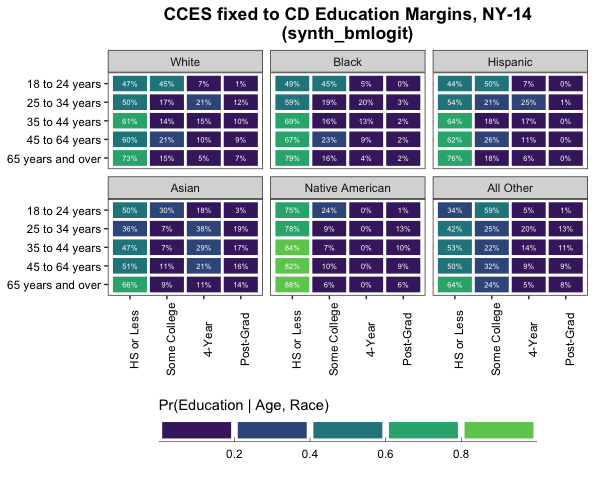 CCES fixed to CD Education Margins, NY-14
(synth_bmlogit)
White Black Hispanic
18 to 24 years 47% 45% 7% 1% 49% 45% 5% 0% 44% 50% 7% 0%
25 to 34 years 50% 17% 21% 12% 59% 19% 20% 3% 54% 21% 25% 1%
35 to 44 years 61% 14% 15% 10% 69% 16% 13% 2% 64% 18% 17% 0%
45 to 64 years 60% 21% 10% 9% 67% 23% 9% 2% 62% 26% 11% 0%
65 years and over 73% 15% 5% 7% 79% 16% 4% 2% 76% 18% 6% 0%
Asian Native American All Other
18 to 24 years 50% 30% 18% 3% 75% 24% 0% 1% 34% 59% 5% 1%
25 to 34 years 36% 7% 38% 19% 78% 9% 0% 13% 42% 25% 20% 13%
35 to 44 years 47% 7% 29% 17% 84% 7% 0% 10% 53% 22% 14% 11%
45 to 64 years 51% 11% 21% 16% 82% 10% 0% 9% 50% 32% 9% 9%
65 years and over 66% 9% 11% 14% 88% 6% 0% 6% 64% 24% 5% 8%
HS or Less Some College 4-Year Post-Grad HS or Less Some College 4-Year Post-Grad HS or Less Some College 4-Year Post-Grad
Pr(Education | Age, Race)
0.2 0.4 0.6 0.8